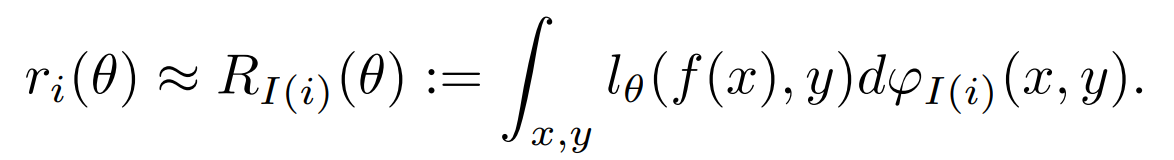 r_i(θ) ≈ R_{I(i)}(θ) := ∫_{x,y} l_θ(f(x), y)dφ_{I(i)}(x, y).